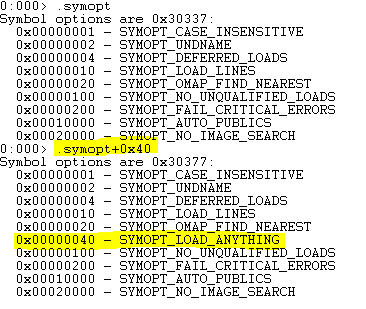 0:000> .symopt
Symbol options are 0x30337:
0x00000001 - SYMOPT_CASE_INSENSITIVE
0x00000002 - SYMOPT_UNDNAME
0x00000004 - SYMOPT_DEFERRED_LOADS
0x00000010 - SYMOPT_LOAD_LINES
0x00000020 - SYMOPT_OMAP_FIND_NEAREST
0x00000100 - SYMOPT_NO_UNQUALIFIED_LOADS
0x00000200 - SYMOPT_FAIL_CRITICAL_ERRORS
0x00010000 - SYMOPT_AUTO_PUBLICS
0x00020000 - SYMOPT_NO_IMAGE_SEARCH
0:000> .symopt+0x40
Symbol options are 0x30377:
0x00000001 - SYMOPT_CASE_INSENSITIVE
0x00000002 - SYMOPT_UNDNAME
0x00000004 - SYMOPT_DEFERRED_LOADS
0x00000010 - SYMOPT_LOAD_LINES
0x00000020 - SYMOPT_OMAP_FIND_NEAREST
0x00000040 - SYMOPT_LOAD_ANYTHING
0x00000100 - SYMOPT_NO_UNQUALIFIED_LOADS
0x00000200 - SYMOPT_FAIL_CRITICAL_ERRORS
0x00010000 - SYMOPT_AUTO_PUBLICS
0x00020000 - SYMOPT_NO_IMAGE_SEARCH